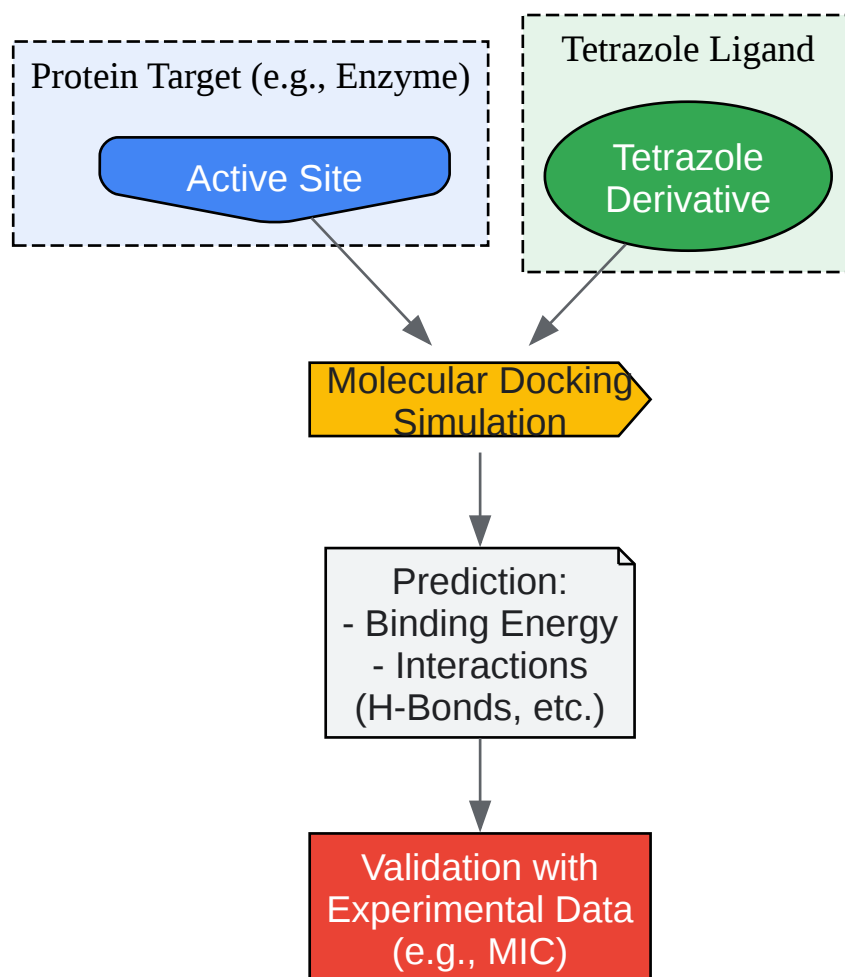 Protein Target (e.g., Enzyme)
Active Site
Tetrazole Ligand
Tetrazole
Derivative
Molecular Docking
Simulation
Prediction:
- Binding Energy
- Interactions
(H-Bonds, etc.)
Validation with
Experimental Data
(e.g., MIC)